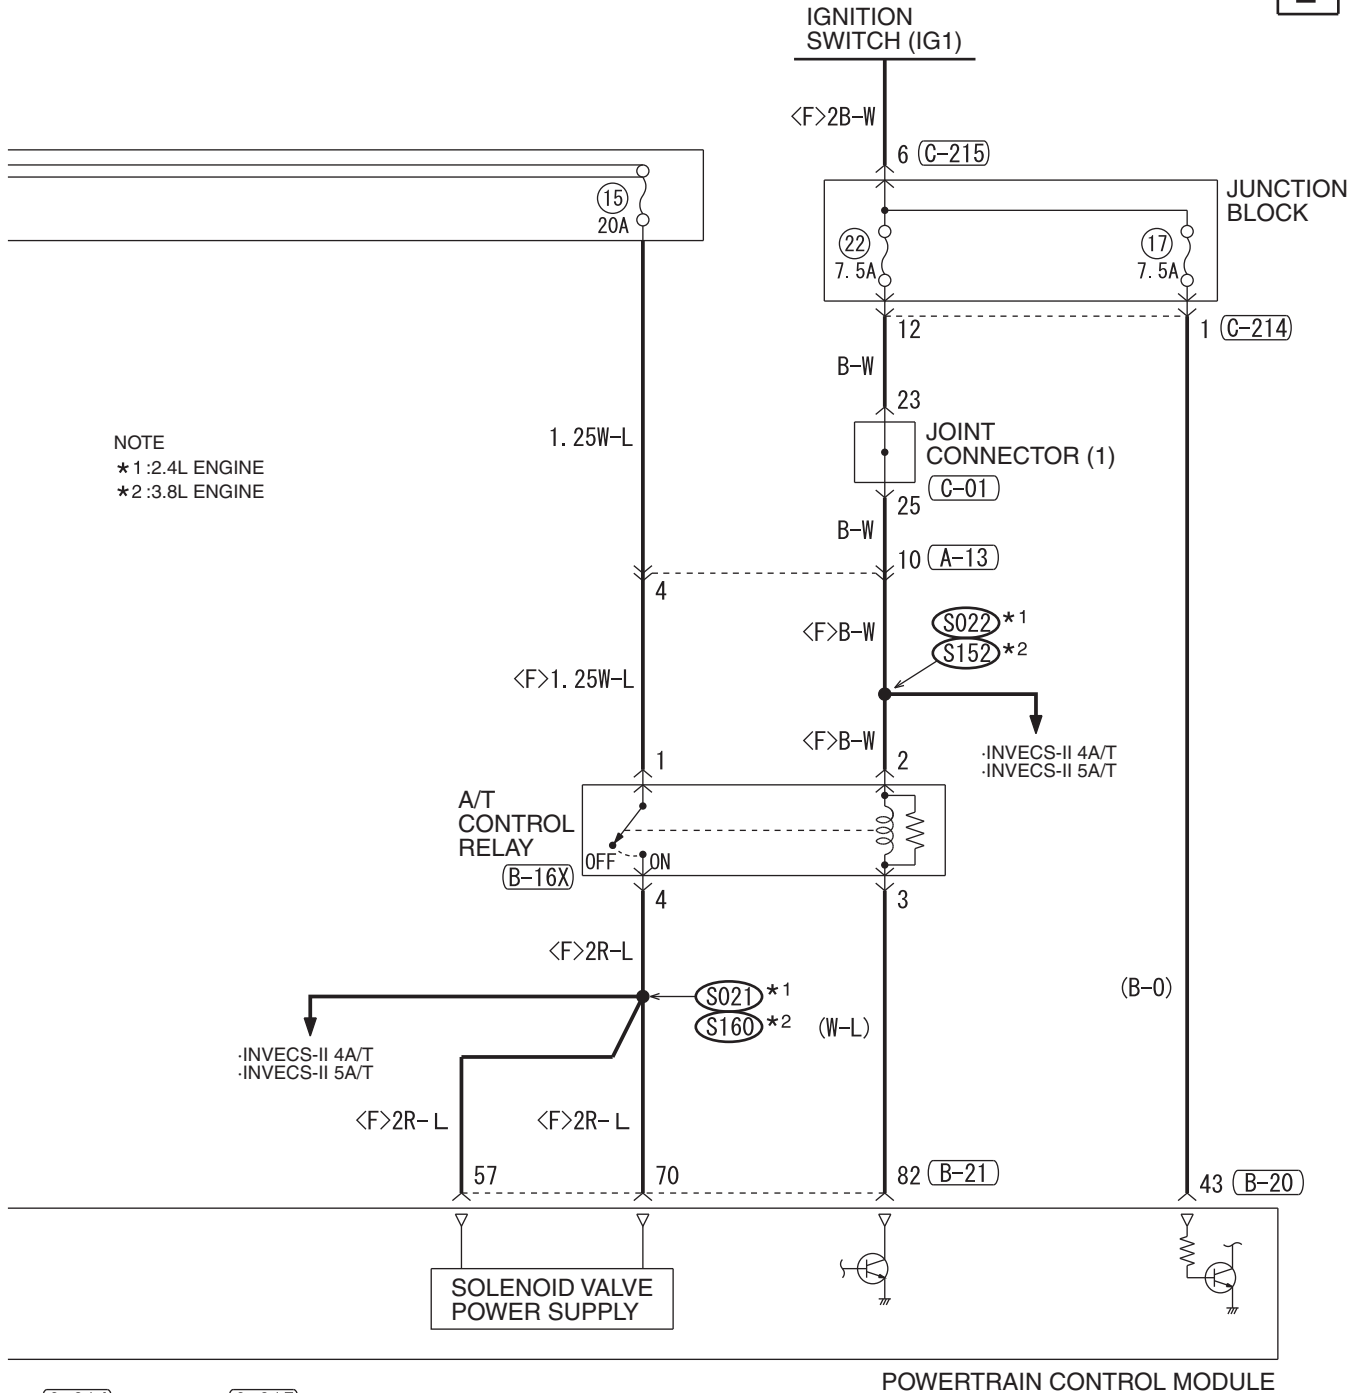 IGNITION
SWITCH (IG1)
<F>2B-W
6 C-215
JUNCTION
BLOCK
15
20A
22
7.5A
17
7.5A
12
1 C-214
B-W
23
JOINT
CONNECTOR (1)
C-01
25
B-W
10 A-13
1.25W-L
NOTE
*1:2.4L ENGINE
*2:3.8L ENGINE
4
<F>B-W
S022 *1
S152 *2
<F>1.25W-L
<F>B-W
·INVECS-II 4A/T
·INVECS-II 5A/T
1
2
A/T
CONTROL
RELAY
B-16X
OFF
ON
4
3
<F>2R-L
S021 *1
S160 *2
(W-L)
(B-O)
·INVECS-II 4A/T
·INVECS-II 5A/T
<F>2R-L
<F>2R-L
57
70
82 B-21
43 B-20
SOLENOID VALVE
POWER SUPPLY
POWERTRAIN CONTROL MODULE